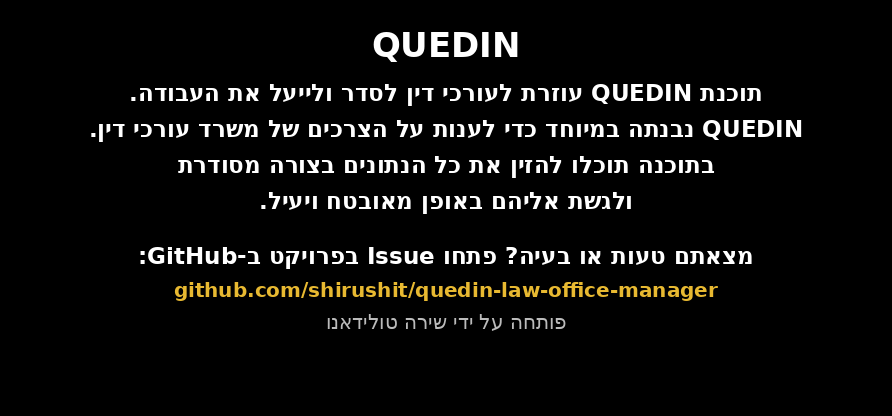 QUEDIN
תוכנת QUEDIN עוזרת לעורכי דין לסדר ולייעל את העבודה.
QUEDIN נבנתה במיוחד כדי לענות על הצרכים של משרד עורכי דין.
בתוכנה תוכלו להזין את כל הנתונים בצורה מסודרת
ולגשת אליהם באופן מאובטח ויעיל.
מצאתם טעות או בעיה? פתחו Issue בפרויקט ב-GitHub:
github.com/shirushit/quedin-law-office-manager
פותחה על ידי שירה טולידאנו